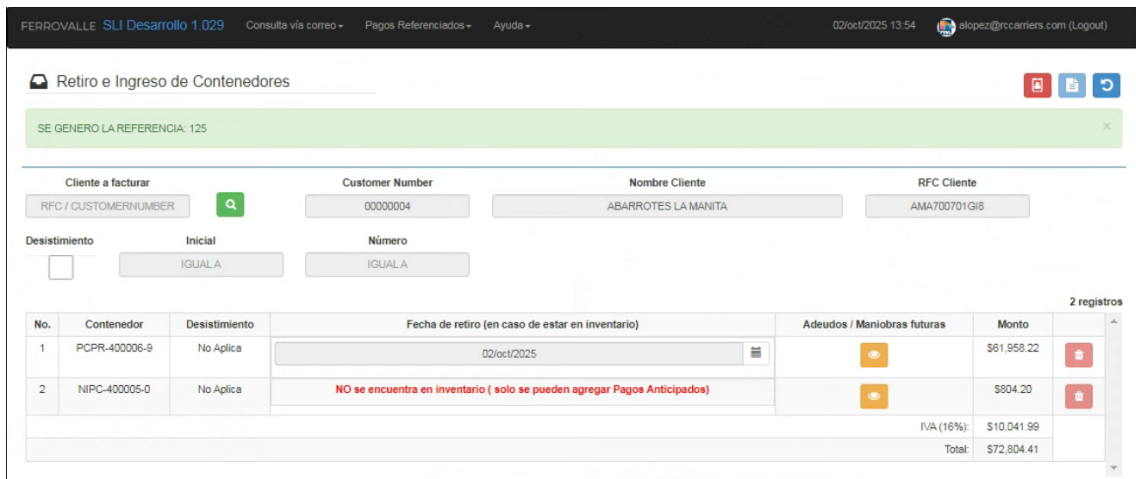 FERROVALLE SLI Desarrollo 1.029 Consulta vía correo Pagos Referenciados Ayuda 02/oct/2025 13:54 alopez@rccarriers.com (Logout)
Retiro e Ingreso de Contenedores
SE GENERO LA REFERENCIA: 125 ×
Cliente a facturar Customer Number Nombre Cliente RFC Cliente
RFC / CUSTOMERNUMBER 00000004 ABARROTES LA MANITA AMA700701GI8
Desistimiento Inicial Número
IGUAL A IGUAL A
2 registros
No. Contenedor Desistimiento Fecha de retiro (en caso de estar en inventario) Adeudos / Maniobras futuras Monto
1 PCPR-400006-9 No Aplica 02/oct/2025 $61,958.22
2 NIPC-400005-0 No Aplica NO se encuentra en inventario ( solo se pueden agregar Pagos Anticipados) $804.20
IVA (16%): $10,041.99
Total: $72,804.41